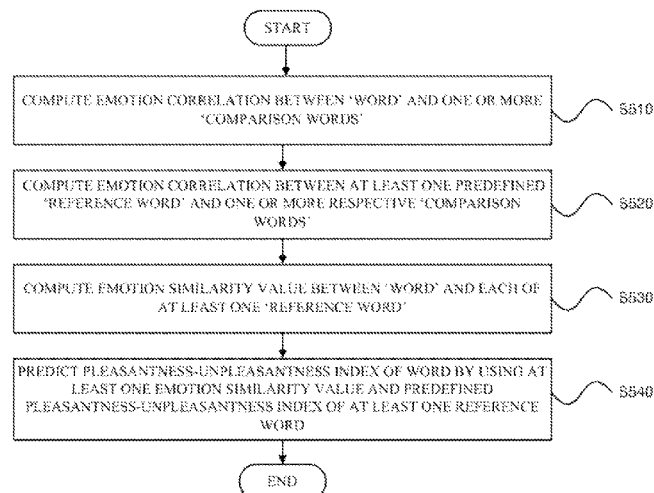 START
COMPUTE EMOTION CORRELATION BETWEEN 'WORD' AND ONE OR MORE
'COMPARISON WORDS'
S510
COMPUTE EMOTION CORRELATION BETWEEN AT LEAST ONE PREDEFINED
'REFERENCE WORD' AND ONE OR MORE RESPECTIVE 'COMPARISON
WORDS'
S520
COMPUTE EMOTION SIMILARITY VALUE BETWEEN 'WORD' AND EACH OF
AT LEAST ONE 'REFERENCE WORD'
S530
PREDICT PLEASANTNESS-UNPLEASANTNESS INDEX OF WORD BY USING AT
LEAST ONE EMOTION SIMILARITY VALUE AND PREDEFINED
PLEASANTNESS-UNPLEASANTNESS INDEX OF AT LEAST ONE REFERENCE
WORD
S540
END